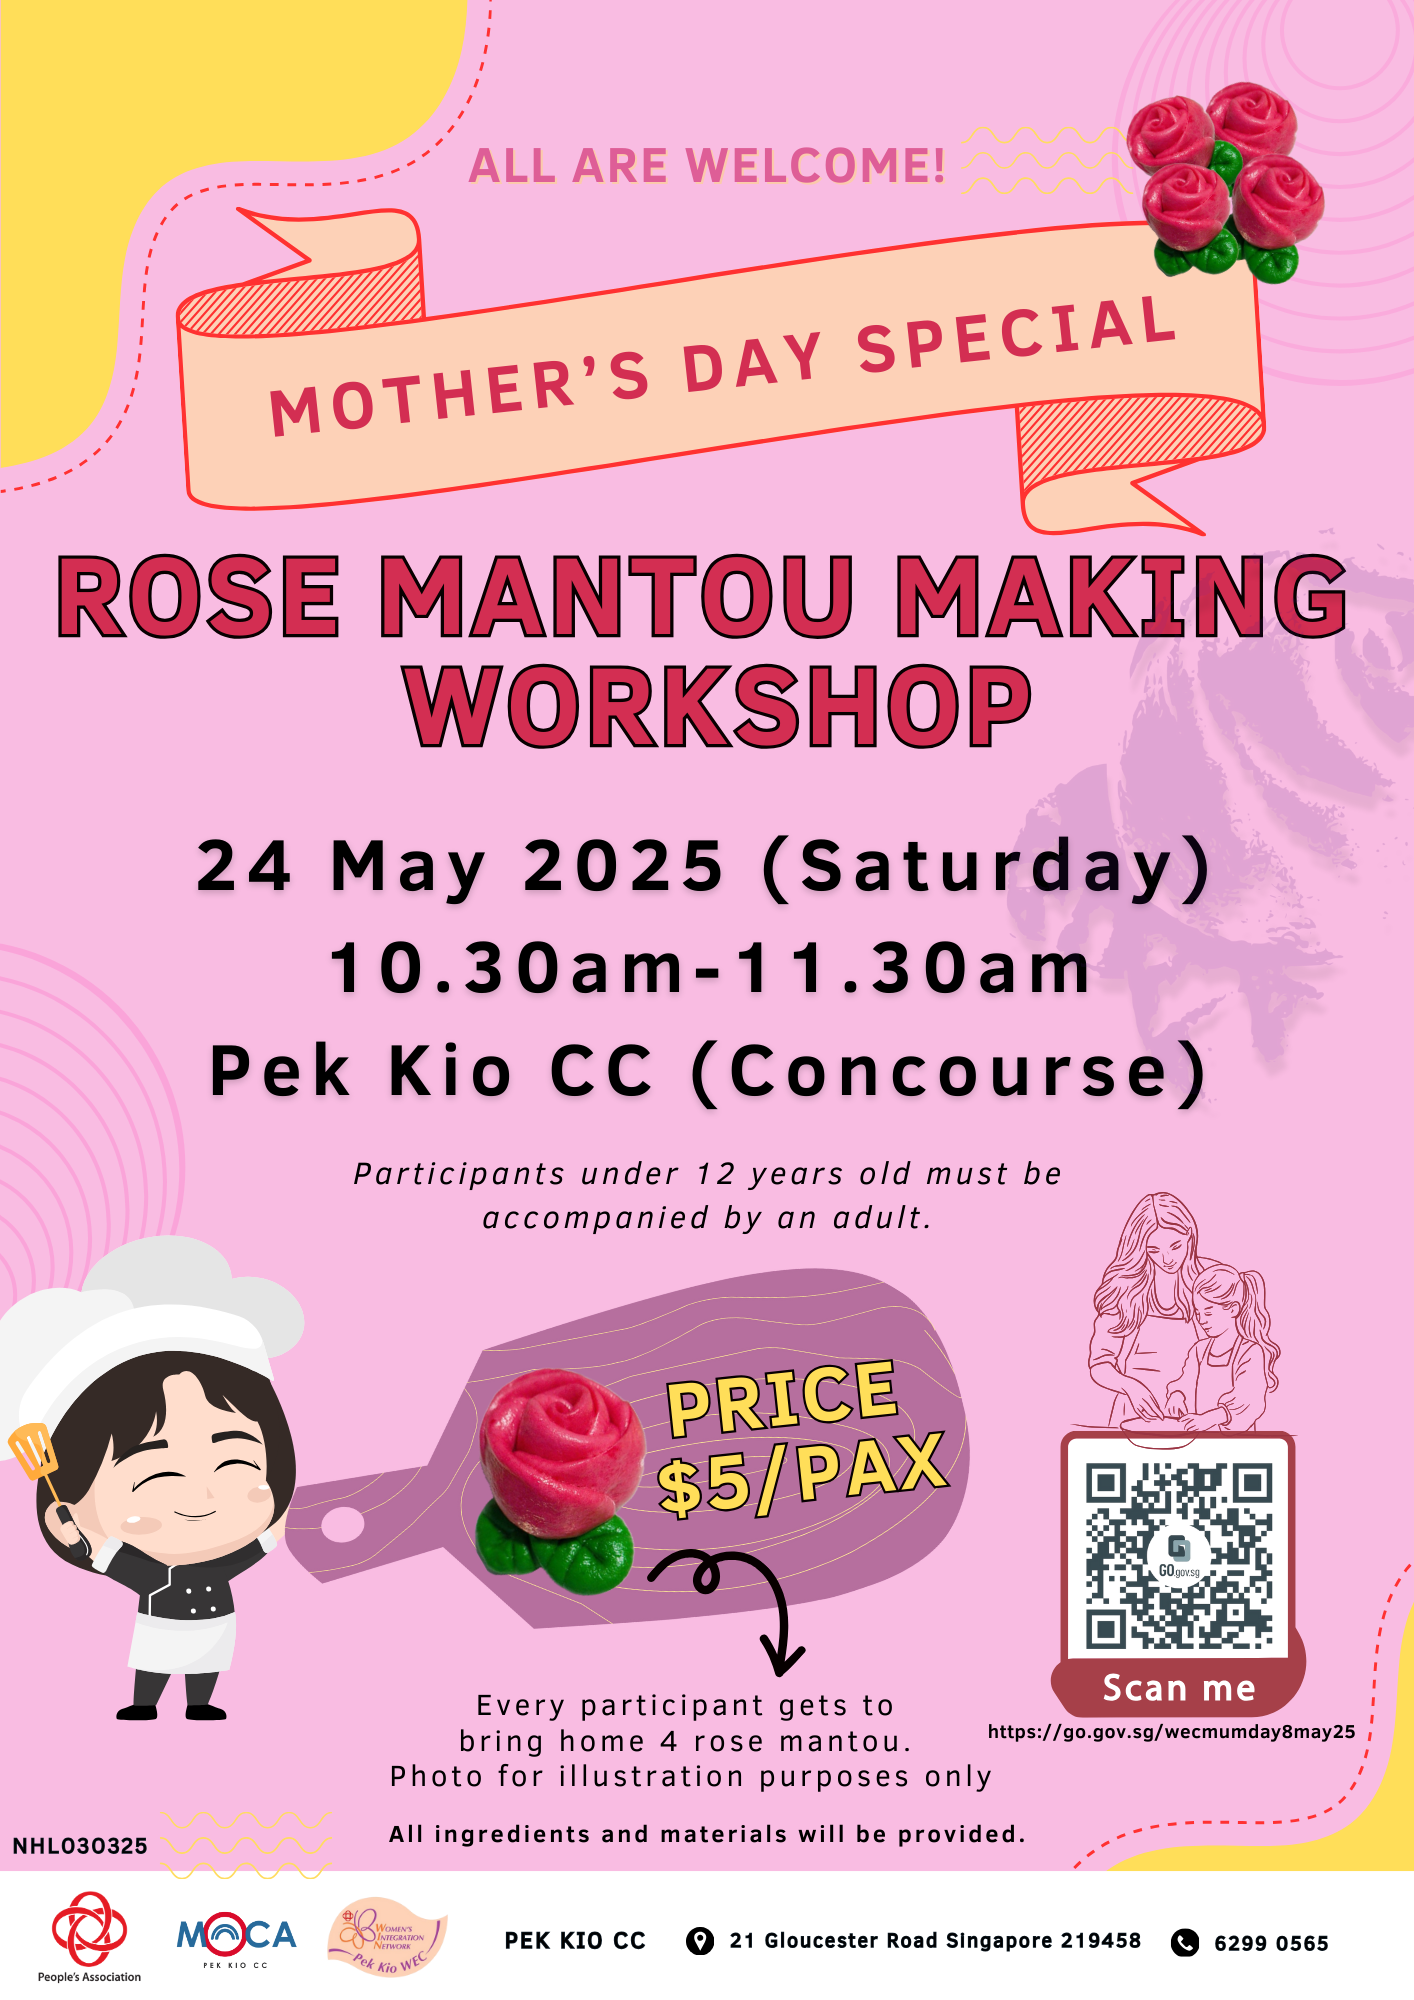 ALL ARE WELCOME!
MOTHER'S DAY SPECIAL
ROSE MANTOU MAKING
WORKSHOP
24 May 2025 (Saturday)
10.30am-11.30am
Pek Kio CC (Concourse)
Participants under 12 years old must be
accompanied by an adult.
PRICE
$5/PAX
GO.gov.sg
Scan me
https://go.gov.sg/wecmumday8may25
Every participant gets to
bring home 4 rose mantou.
Photo for illustration purposes only
All ingredients and materials will be provided.
NHL030325
People's Association
MOCA
PEK KIO CC
WOMEN'S
INTEGRATION
NETWORK
Pek Kio WEC
PEK KIO CC
21 Gloucester Road Singapore 219458
6299 0565